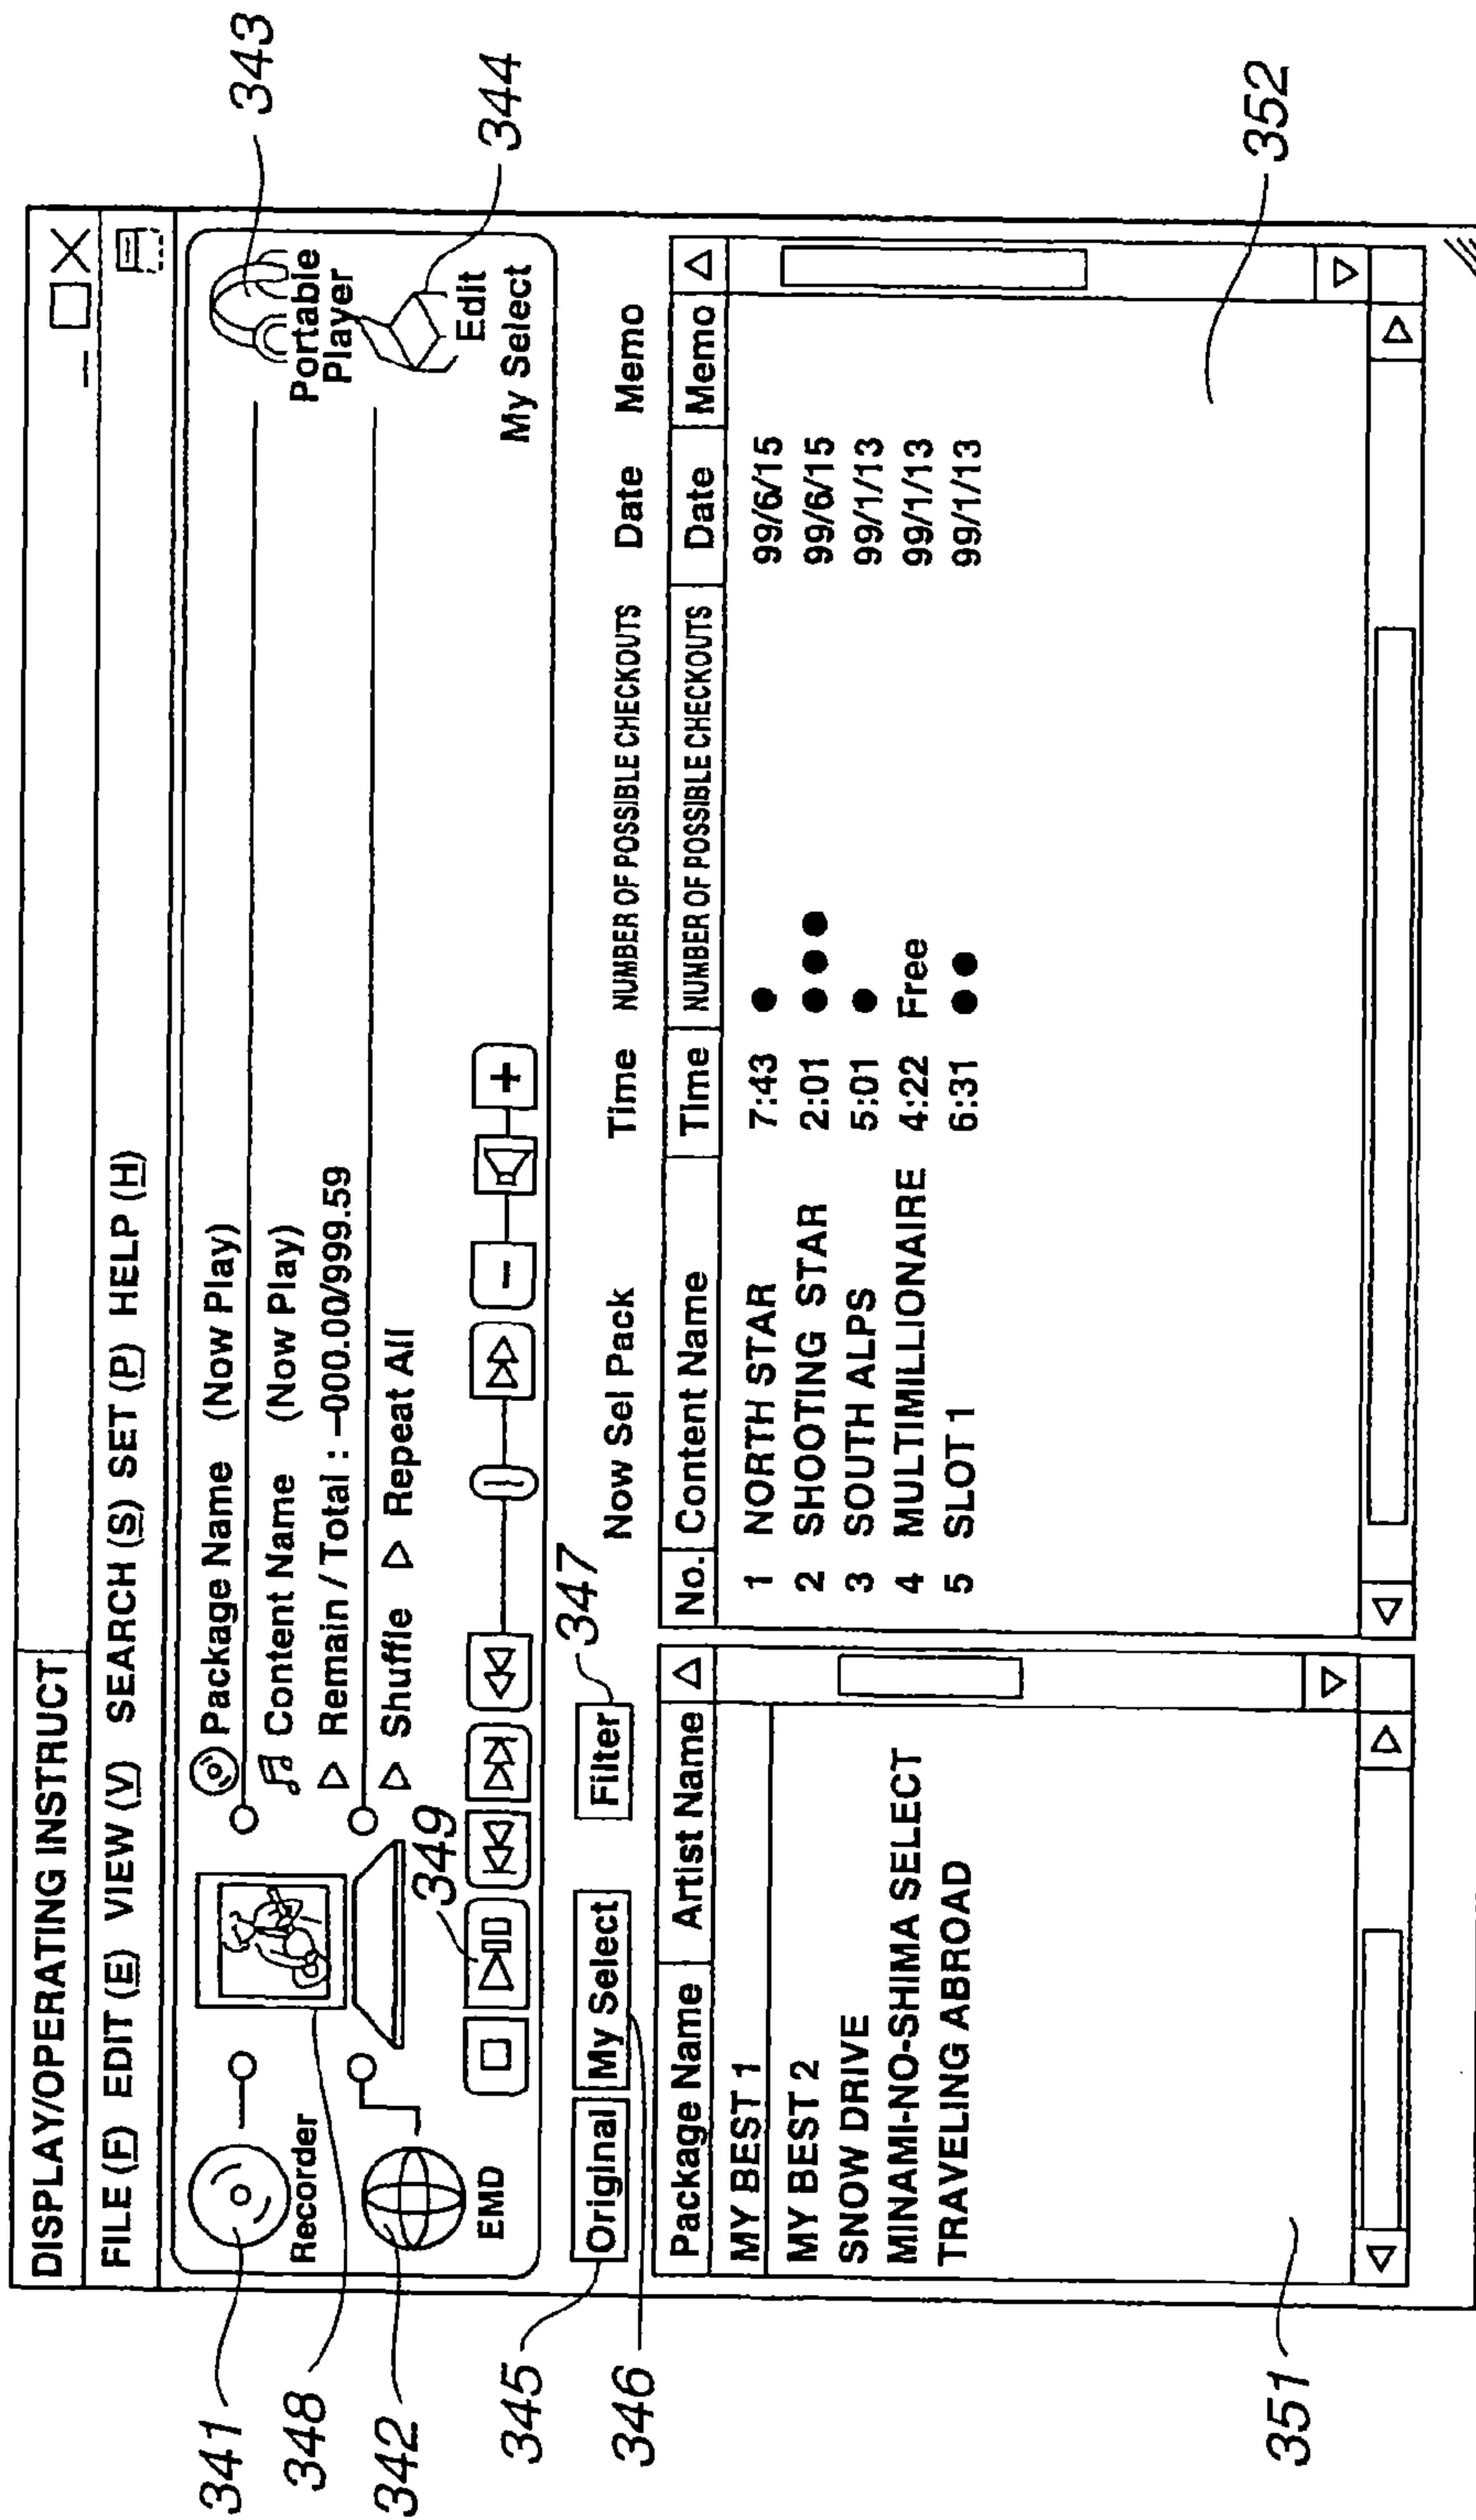 DISPLAY/OPERATING INSTRUCT
FILE (F) EDIT (E) VIEW (V) SEARCH (S) SET (P) HELP (H)
341
348
342
Recorder
EMD
Package Name (Now Play)
Content Name (Now Play)
Remain / Total : –000.00/999.59
Shuffle Repeat All
349
Portable
Player
Edit
My Select
343
344
345
346
Original My Select Filter
347
Now Sel Pack Time NUMBER OF POSSIBLE CHECKOUTS Date Memo
Package Name Artist Name
MY BEST 1
MY BEST 2
SNOW DRIVE
MINAMI-NO-SHIMA SELECT
TRAVELING ABROAD
351
No. Content Name Time NUMBER OF POSSIBLE CHECKOUTS Date Memo
1 NORTH STAR 7:43 ● 99/6/15
2 SHOOTING STAR 2:01 ●●● 99/6/15
3 SOUTH ALPS 5:01 ● 99/1/13
4 MULTIMILLIONAIRE 4:22 Free 99/1/13
5 SLOT 1 6:31 ●● 99/1/13
352